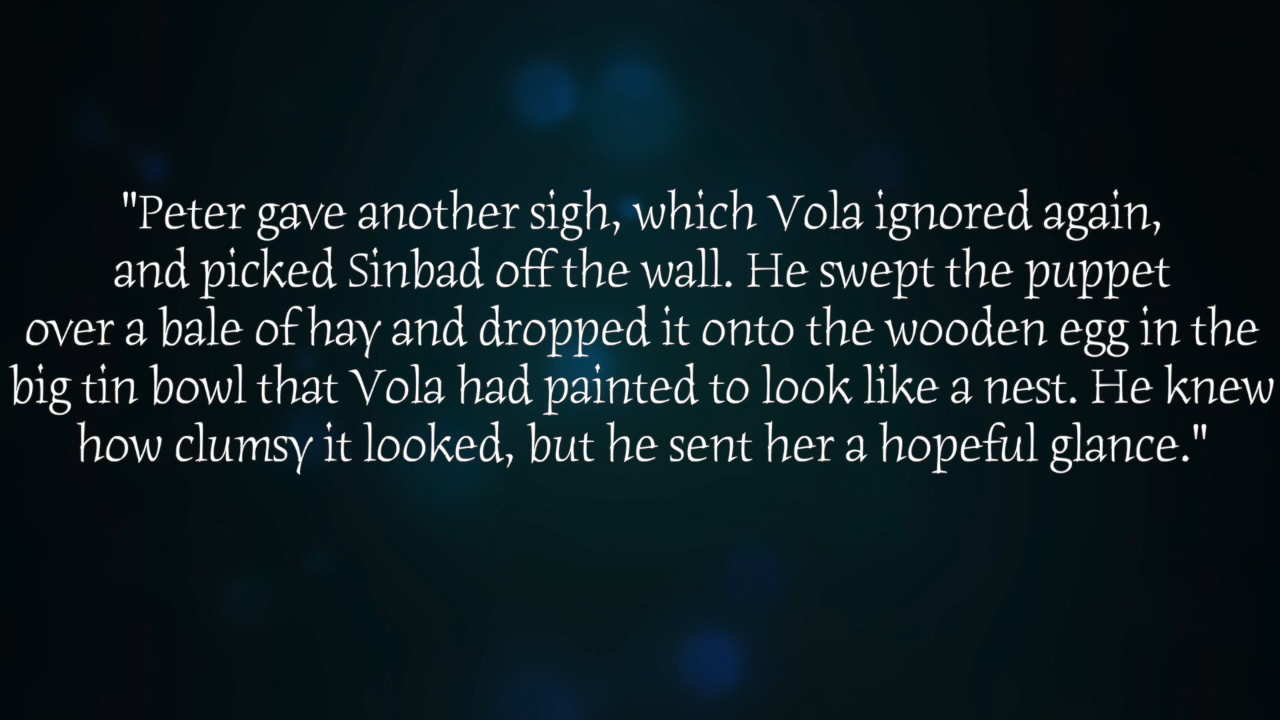 "Peter gave another sigh, which Vola ignored again,
and picked Sinbad off the wall. He swept the puppet
over a bale of hay and dropped it onto the wooden egg in the
big tin bowl that Vola had painted to look like a nest. He knew
how clumsy it looked, but he sent her a hopeful glance."